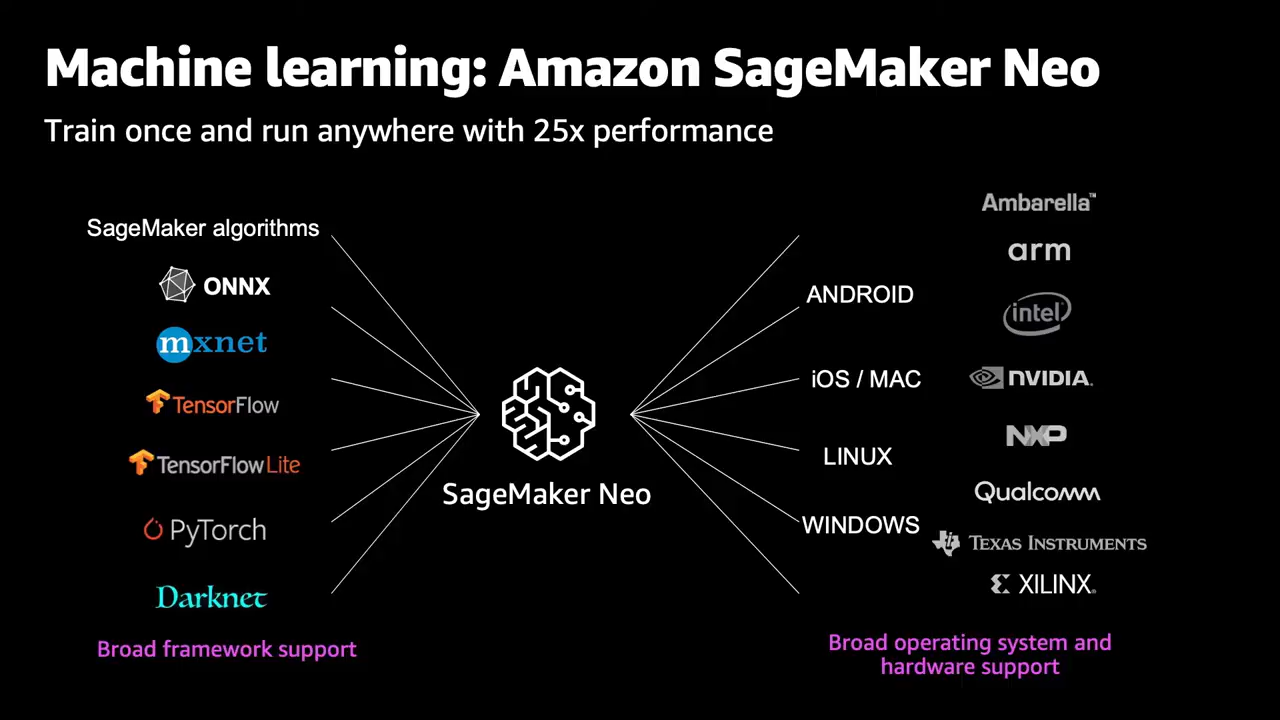 Machine learning: Amazon SageMaker Neo
Train once and run anywhere with 25x performance
SageMaker algorithms
ONNX
mxnet
TensorFlow
TensorFlow Lite
PyTorch
Darknet
Broad framework support
SageMaker Neo
ANDROID
iOS / MAC
LINUX
WINDOWS
Ambarella™
arm
intel
NVIDIA.
NXP
Qualcomm
TEXAS INSTRUMENTS
XILINX®
Broad operating system and
hardware support